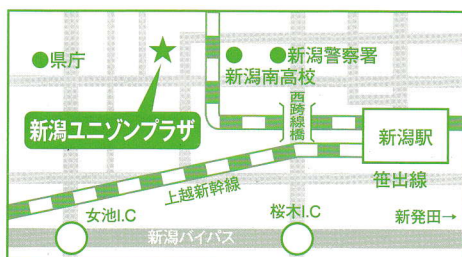 県庁
新潟警察署
新潟南高校
西跨線橋
新潟ユニゾンプラザ
新潟駅
笹出線
上越新幹線
女池I.C
桜木I.C
新発田→
新潟バイパス